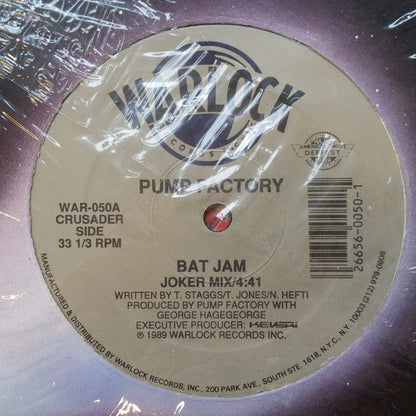 WARLOCK
PUMP FACTORY
WAR-050A
CRUSADER
SIDE
33 1/3 RPM
26656-0050-1
BAT JAM
JOKER MIX/4:41
WRITTEN BY T. STAGGS/T. JONES/N. HEFTI
PRODUCED BY PUMP FACTORY WITH
GEORGE HAGEGEORGE
EXECUTIVE PRODUCER:
℗ 1989 WARLOCK RECORDS INC.
MANUFACTURED & DISTRIBUTED BY WARLOCK RECORDS, INC., 200 PARK AVE., SOUTH STE. 1618, N.Y., N.Y. 10003 (212) 979-0808